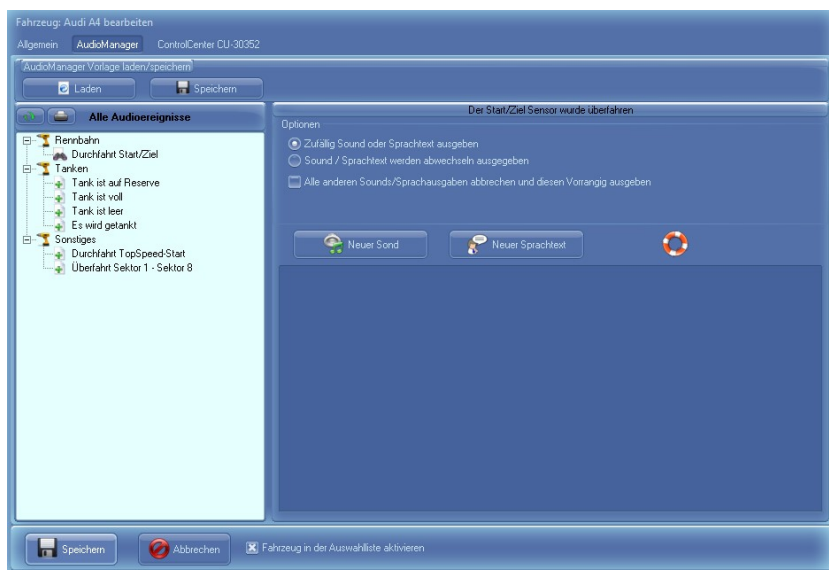 Fahrzeug: Audi A4 bearbeiten
Allgemein AudioManager ControlCenter CU-30352
AudioManager Vorlage laden/speichern
Laden Speichern
Alle Audioereignisse
Der Start/Ziel Sensor wurde überfahren
Rennbahn
Durchfahrt Start/Ziel
Tanken
Tank ist auf Reserve
Tank ist voll
Tank ist leer
Es wird getankt
Sonstiges
Durchfahrt TopSpeed-Start
Überfahrt Sektor 1 - Sektor 8
Optionen
Zufällig Sound oder Sprachtext ausgeben
Sound / Sprachtext werden abwechseln ausgegeben
Alle anderen Sounds/Sprachausgaben abbrechen und diesen Vorrangig ausgeben
Neuer Sond Neuer Sprachtext
Speichern Abbrechen Fahrzeug in der Auswahlliste aktivieren